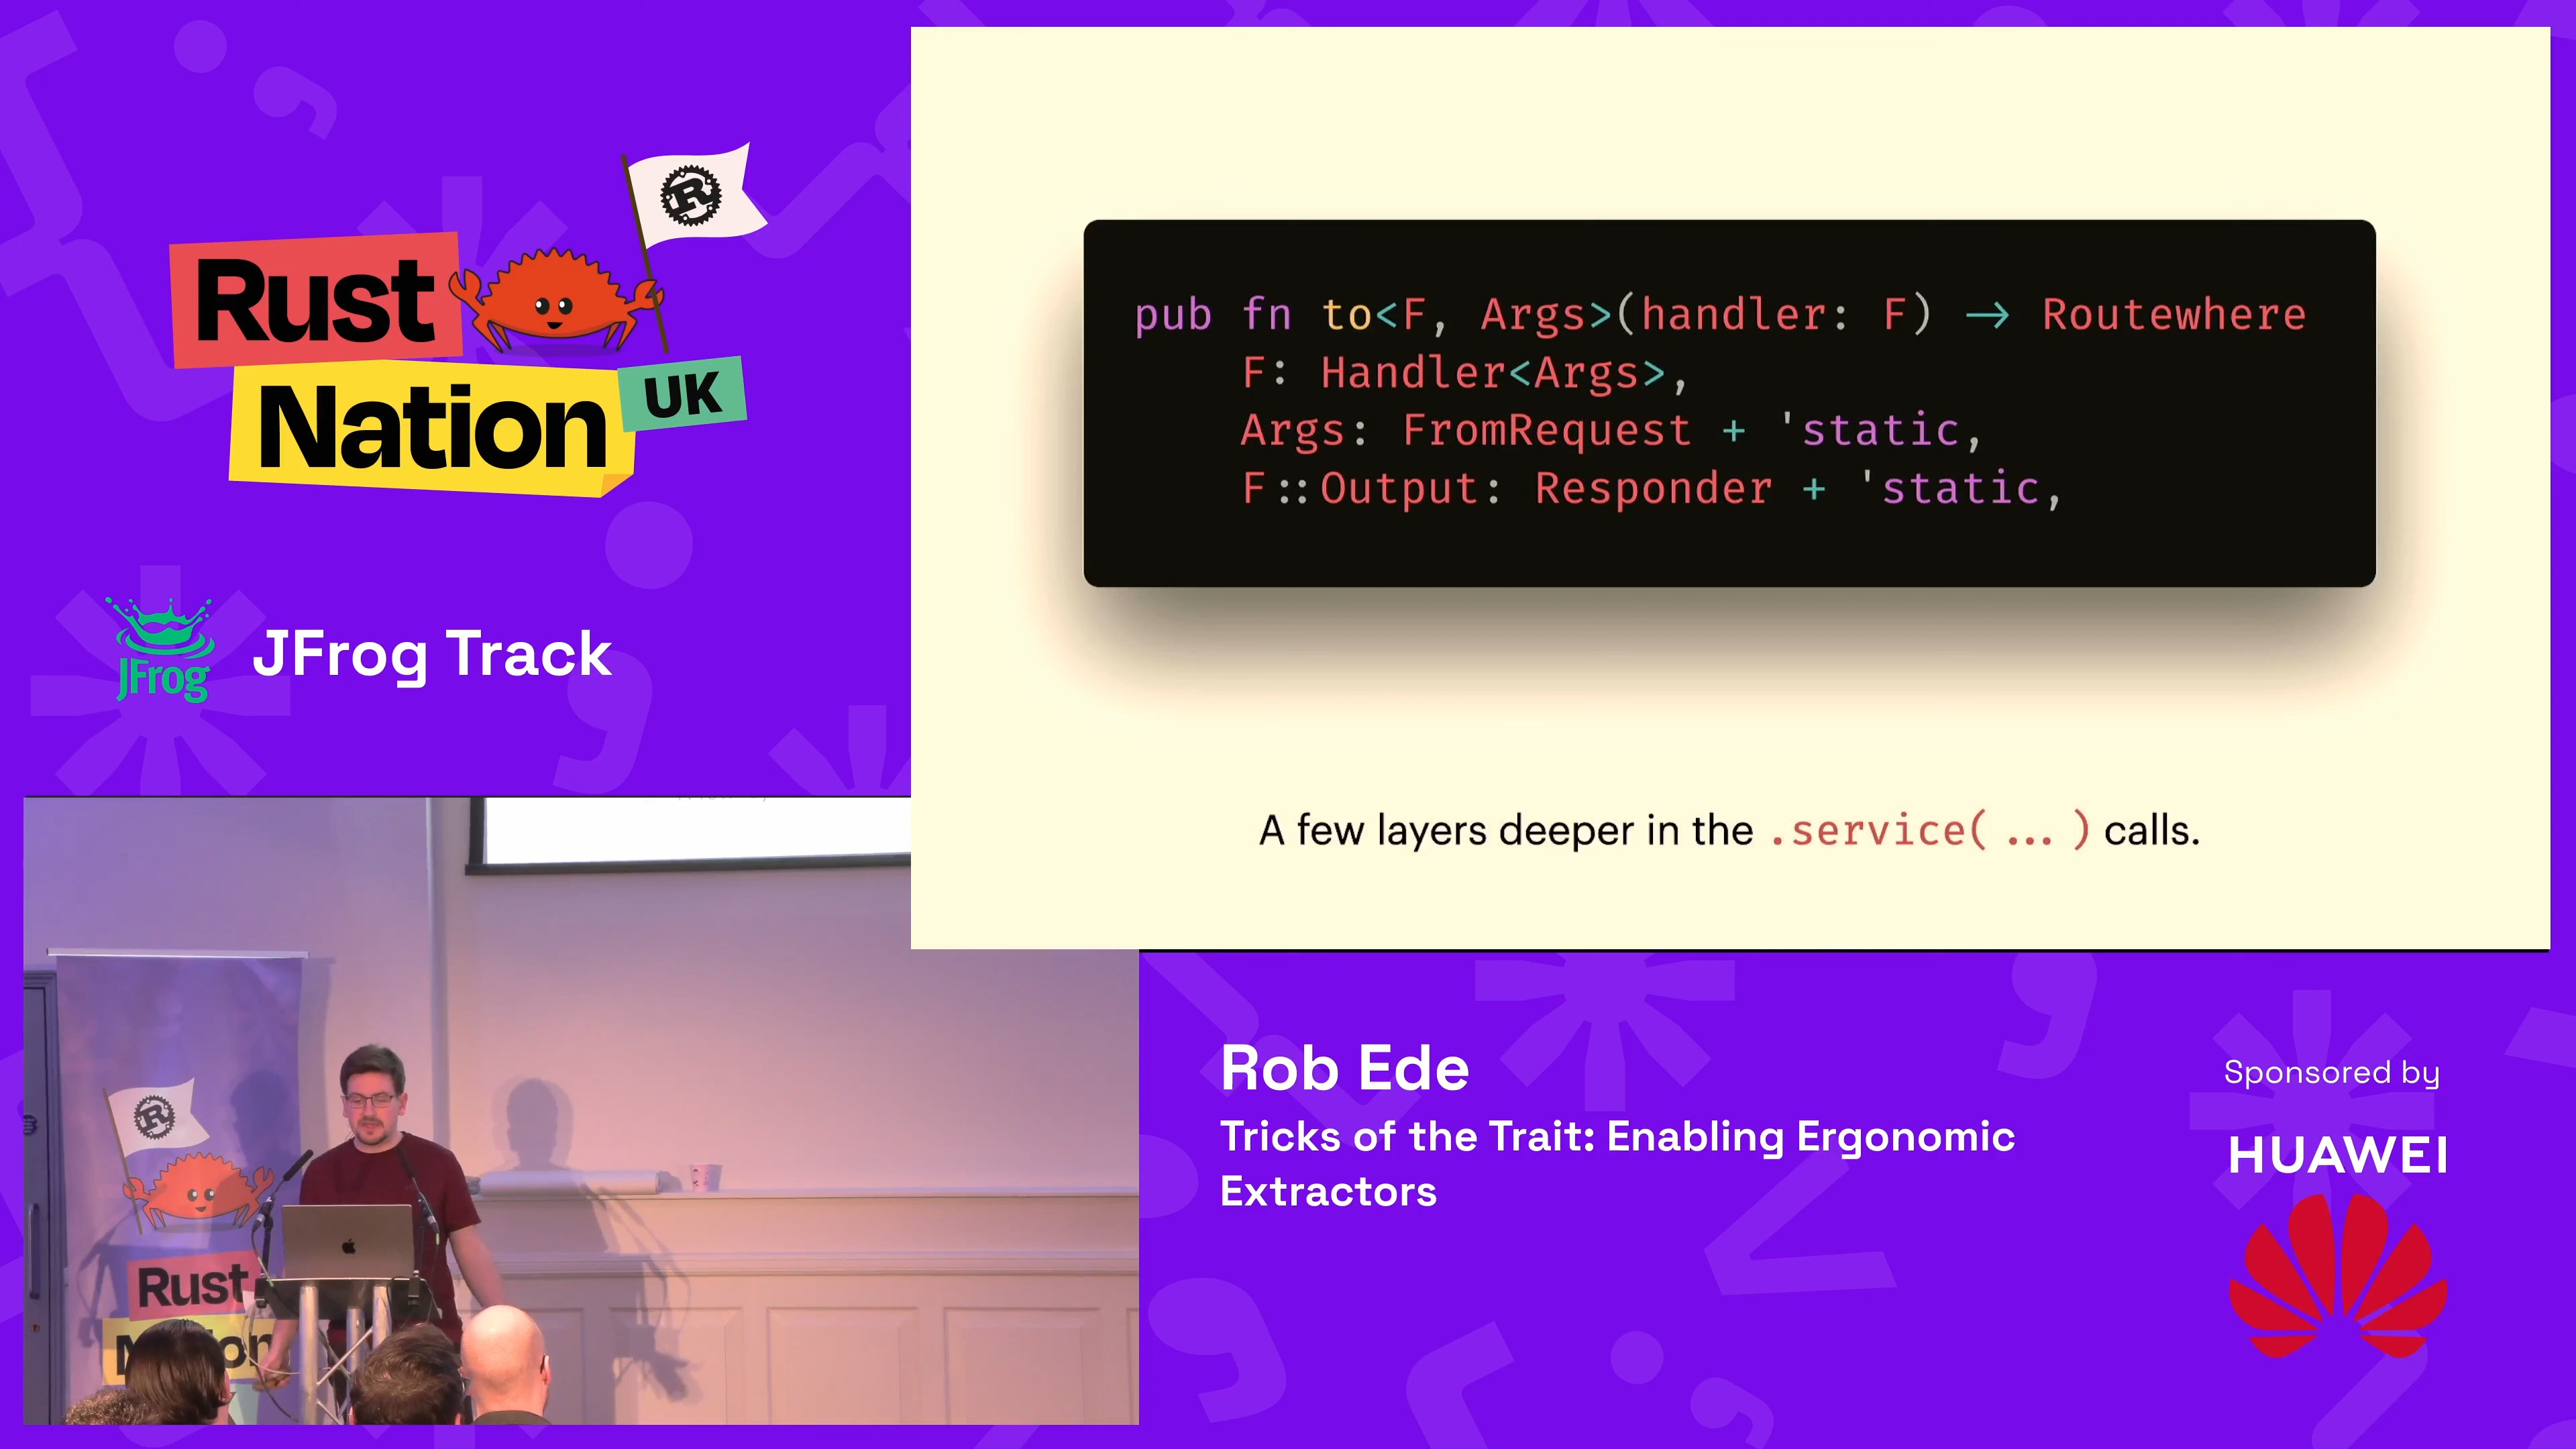 Rust
Nation
UK
JFrog
JFrog Track
pub fn to<F, Args>(handler: F) → Routewhere
    F: Handler<Args>,
    Args: FromRequest + 'static,
    F::Output: Responder + 'static,
A few layers deeper in the .service( ... ) calls.
Rust
Rob Ede
Tricks of the Trait: Enabling Ergonomic
Extractors
Sponsored by
HUAWEI